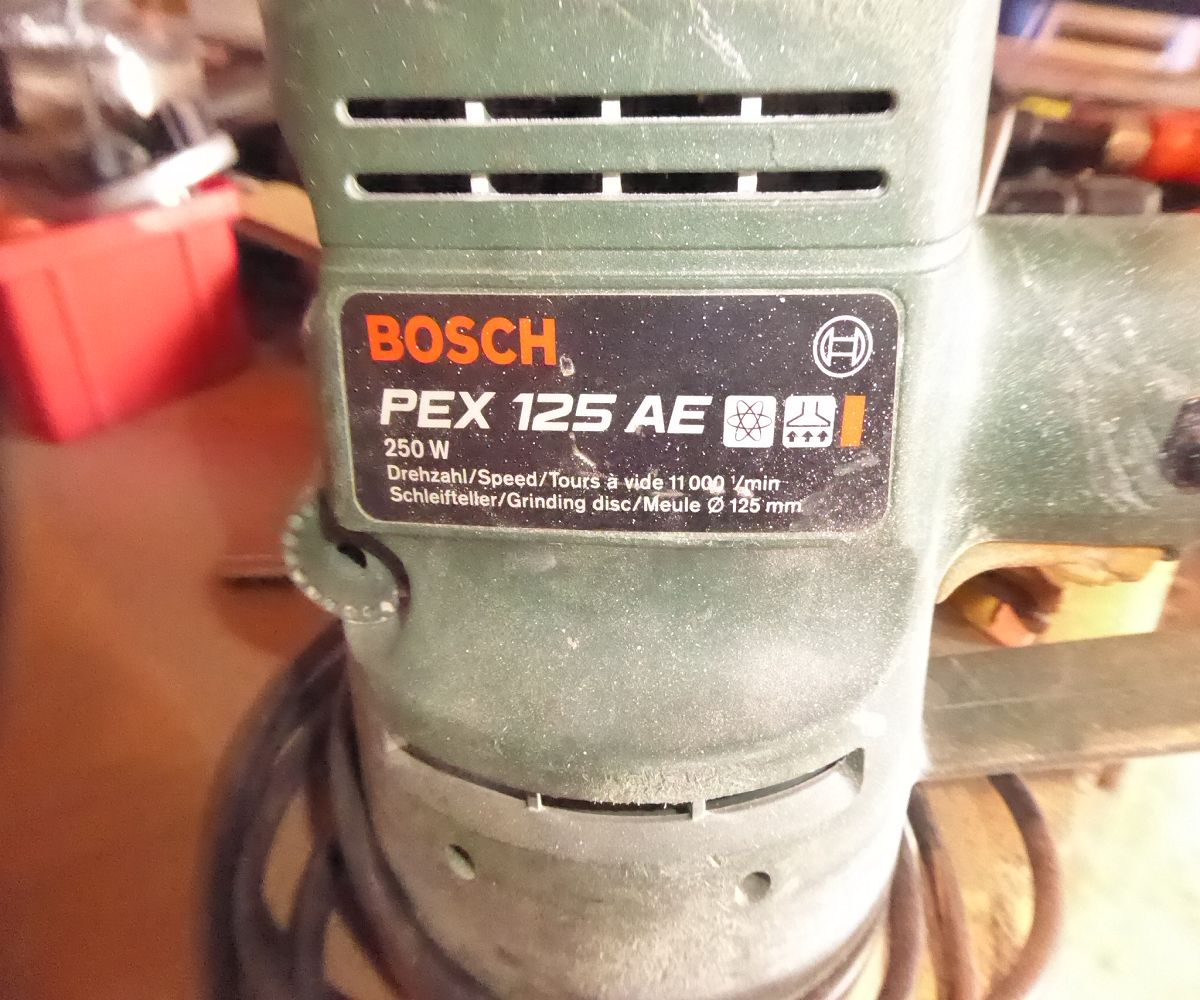 BOSCH
PEX 125 AE
250 W
Drehzahl/Speed/Tours à vide 11 000 ¹/min
Schleifteller/Grinding disc/Meule Ø 125 mm